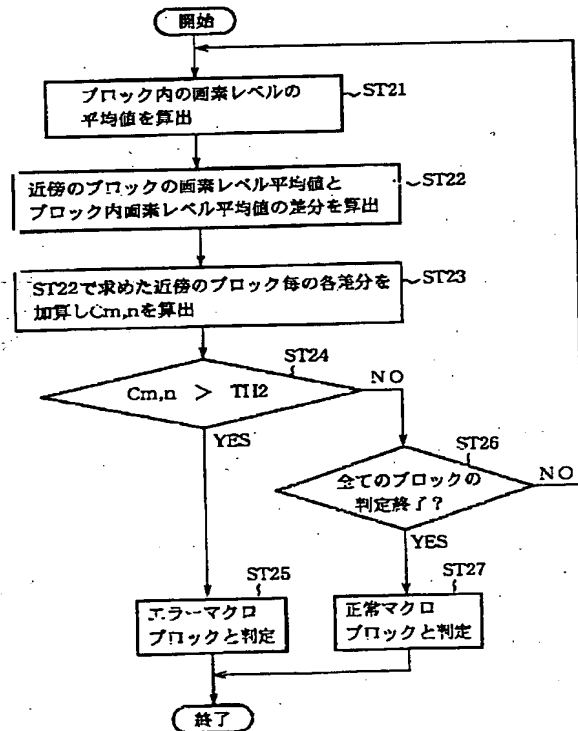 開始
ブロック内の画素レベルの
平均値を算出
ST21
近傍のブロックの画素レベル平均値と
ブロック内画素レベル平均値の差分を算出
ST22
ST22で求めた近傍のブロック毎の各差分を
加算しCm,nを算出
ST23
ST24
Cm,n > TH2
NO
YES
ST26
全てのブロックの
判定終了?
NO
YES
ST25
エラーマクロ
ブロックと判定
ST27
正常マクロ
ブロックと判定
終了